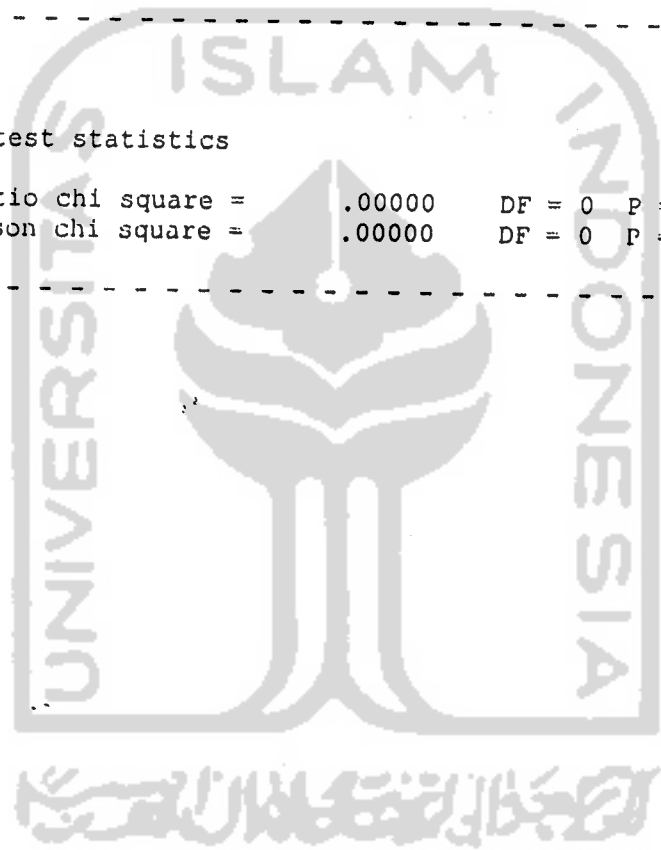 ISLAM
UNIVERSITAS
INDONESIA
test statistics
tio chi square = .00000 DF = 0 P =
son chi square = .00000 DF = 0 P =